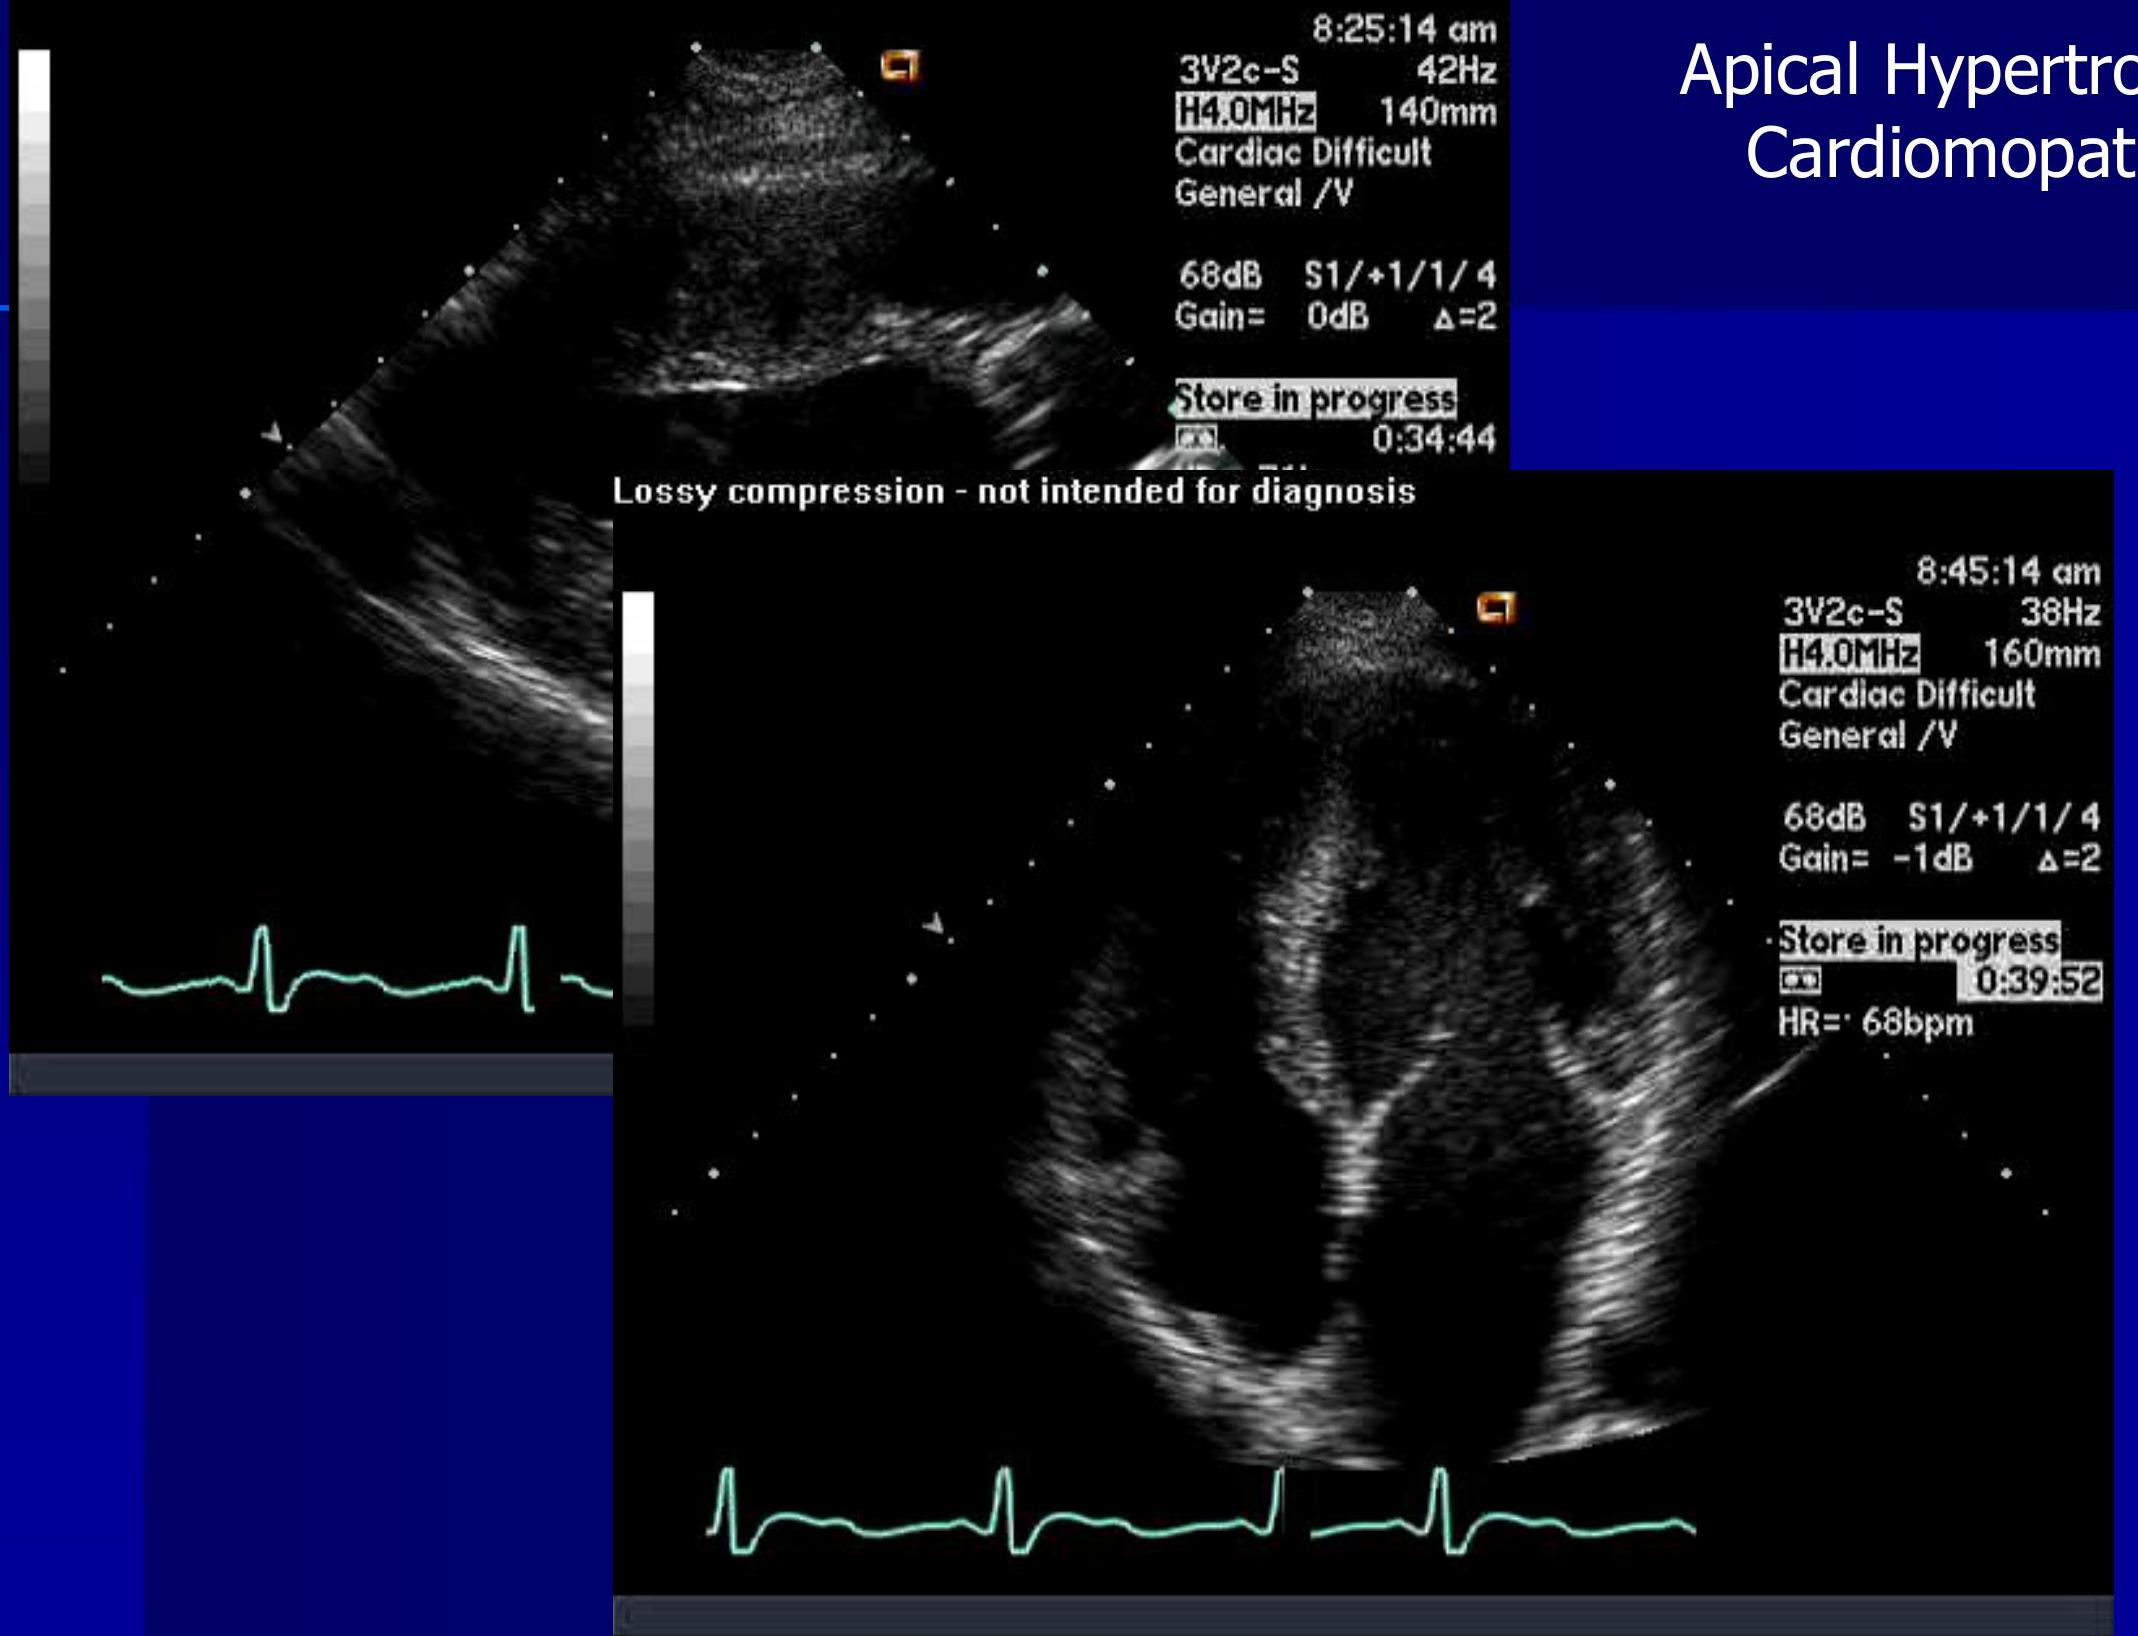 Apical Hypertro
Cardiomopat
8:25:14 am
3V2c-S 42Hz
H4.0MHz 140mm
Cardiac Difficult
General /V
68dB S1/+1/1/4
Gain= 0dB Δ=2
Store in progress
0:34:44
Lossy compression - not intended for diagnosis
8:45:14 am
3V2c-S 38Hz
H4.0MHz 160mm
Cardiac Difficult
General /V
68dB S1/+1/1/4
Gain= -1dB Δ=2
Store in progress
0:39:52
HR= 68bpm